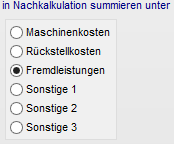 in Nachkalkulation summieren unter
Maschinenkosten
Rückstellkosten
Fremdleistungen
Sonstige 1
Sonstige 2
Sonstige 3